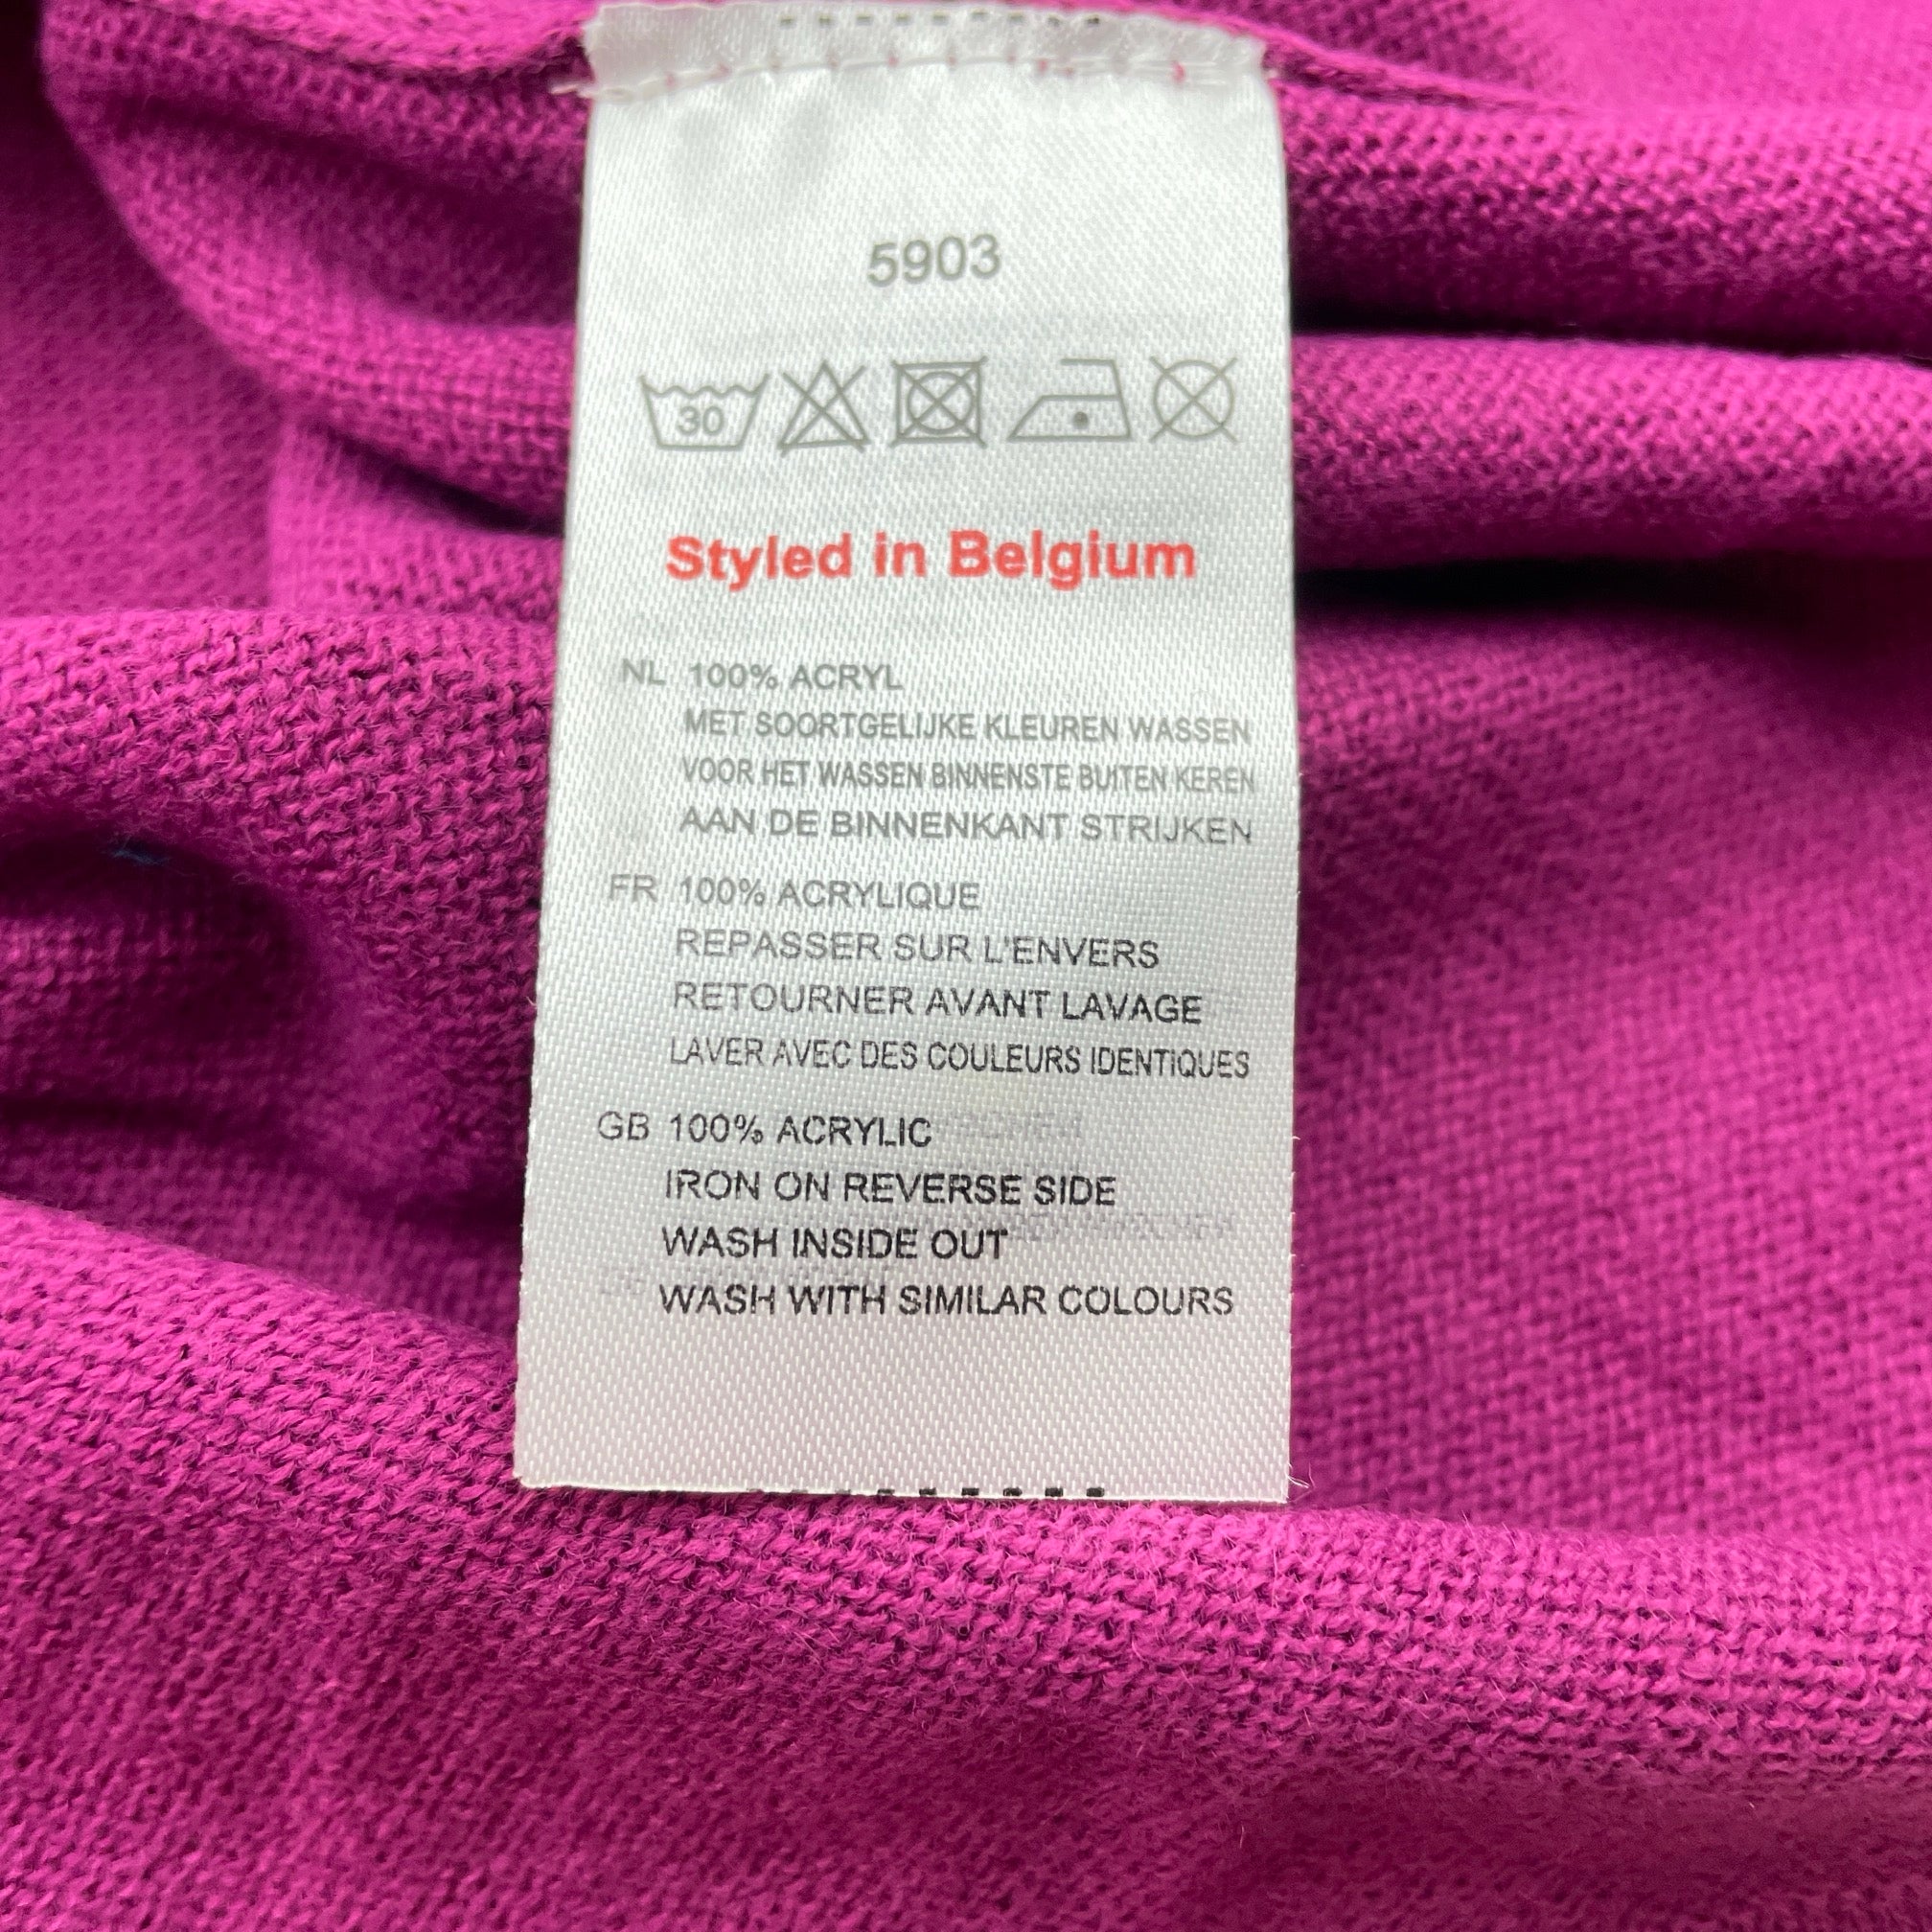 5903
30
Styled in Belgium
NL 100% ACRYL
MET SOORTGELIJKE KLEUREN WASSEN
VOOR HET WASSEN BINNENSTE BUITEN KEREN
AAN DE BINNENKANT STRIJKEN
FR 100% ACRYLIQUE
REPASSER SUR L'ENVERS
RETOURNER AVANT LAVAGE
LAVER AVEC DES COULEURS IDENTIQUES
GB 100% ACRYLIC
IRON ON REVERSE SIDE
WASH INSIDE OUT
WASH WITH SIMILAR COLOURS